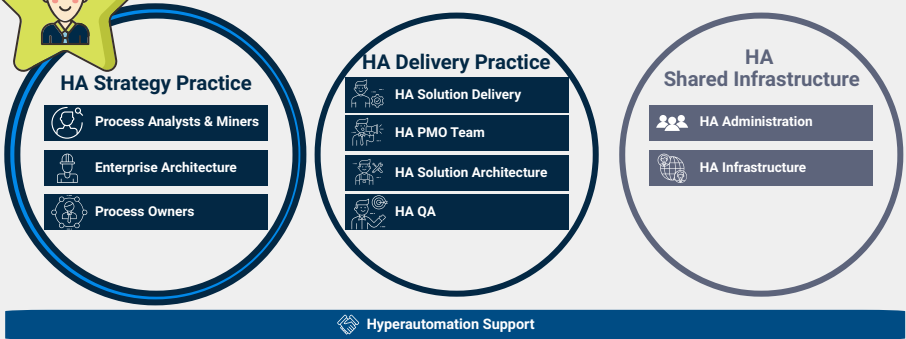 HA Strategy Practice
Process Analysts & Miners
Enterprise Architecture
Process Owners
HA Delivery Practice
HA Solution Delivery
HA PMO Team
HA Solution Architecture
HA QA
HA
Shared Infrastructure
HA Administration
HA Infrastructure
Hyperautomation Support